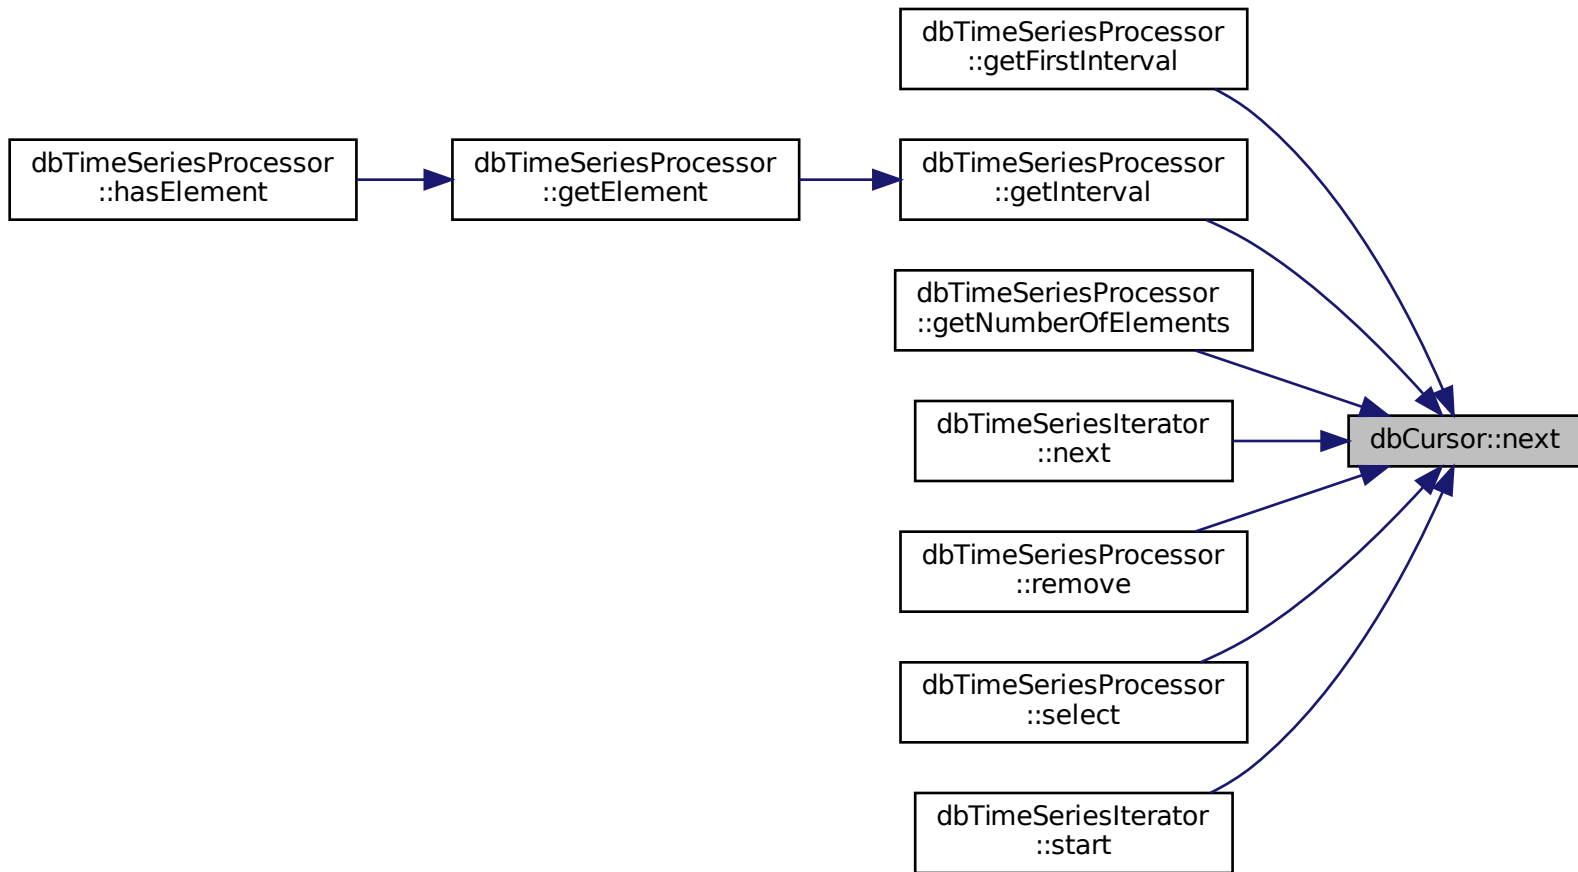 dbTimeSeriesProcessor
::getFirstInterval
dbTimeSeriesProcessor
::hasElement
dbTimeSeriesProcessor
::getElement
dbTimeSeriesProcessor
::getInterval
dbTimeSeriesProcessor
::getNumberOfElements
dbTimeSeriesIterator
::next
dbCursor::next
dbTimeSeriesProcessor
::remove
dbTimeSeriesProcessor
::select
dbTimeSeriesIterator
::start